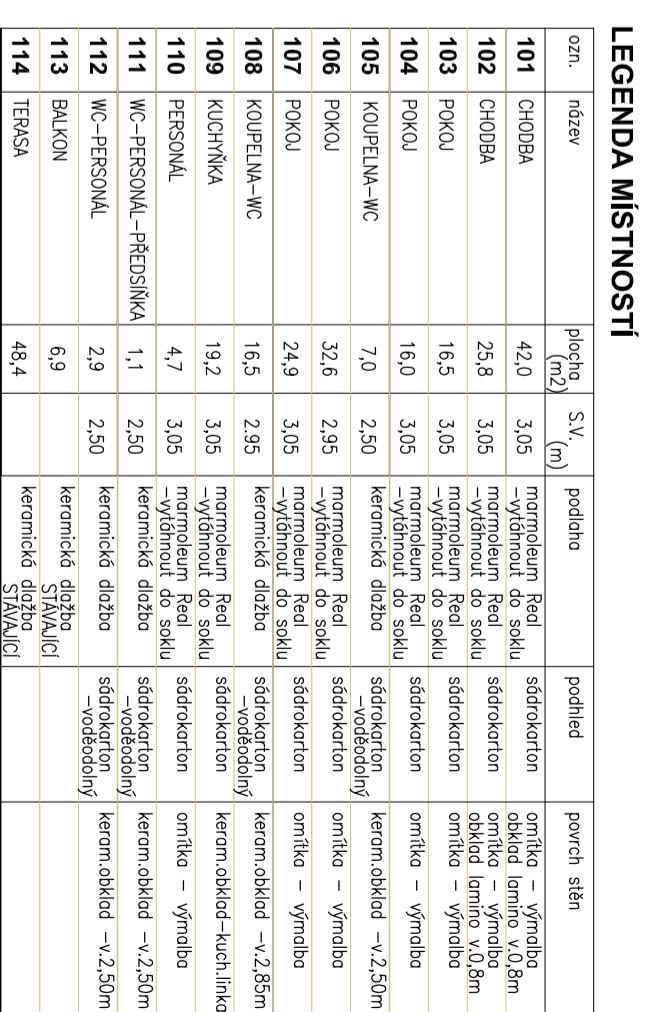 LEGENDA MÍSTNOSTÍ
ozn. název plocha (m2) S.V. (m) podlaha podhled povrch stěn
101 CHODBA 42,0 3,05 marmoleum Real sádrokarton omítka – výmalba
–vytáhnout do soklu obklad lamino v.0,8m
102 CHODBA 25,8 3,05 marmoleum Real sádrokarton omítka – výmalba
–vytáhnout do soklu obklad lamino v.0,8m
103 POKOJ 16,5 3,05 marmoleum Real sádrokarton omítka – výmalba
–vytáhnout do soklu
104 POKOJ 16,0 3,05 marmoleum Real sádrokarton omítka – výmalba
–vytáhnout do soklu
105 KOUPELNA–WC 7,0 2,50 keramická dlažba sádrokarton keram.obklad –v.2,50m
–voděodolný
106 POKOJ 32,6 2,95 marmoleum Real sádrokarton omítka – výmalba
–vytáhnout do soklu
107 POKOJ 24,9 3,05 marmoleum Real sádrokarton omítka – výmalba
–vytáhnout do soklu
108 KOUPELNA–WC 16,5 2.95 keramická dlažba sádrokarton keram.obklad –v.2,85m
–voděodolný
109 KUCHYŇKA 19,2 3,05 marmoleum Real sádrokarton keram.obklad–kuch.linka
–vytáhnout do soklu
110 PERSONÁL 4,7 3,05 marmoleum Real sádrokarton omítka – výmalba
–vytáhnout do soklu
111 WC–PERSONÁL–PŘEDSÍŇKA 1,1 2,50 keramická dlažba sádrokarton keram.obklad –v.2,50m
–voděodolný
112 WC–PERSONÁL 2,9 2,50 keramická dlažba sádrokarton keram.obklad –v.2,50m
–voděodolný
113 BALKON 6,9 keramická dlažba
STÁVAJÍCÍ
114 TERASA 48,4 keramická dlažba
STÁVAJÍCÍ